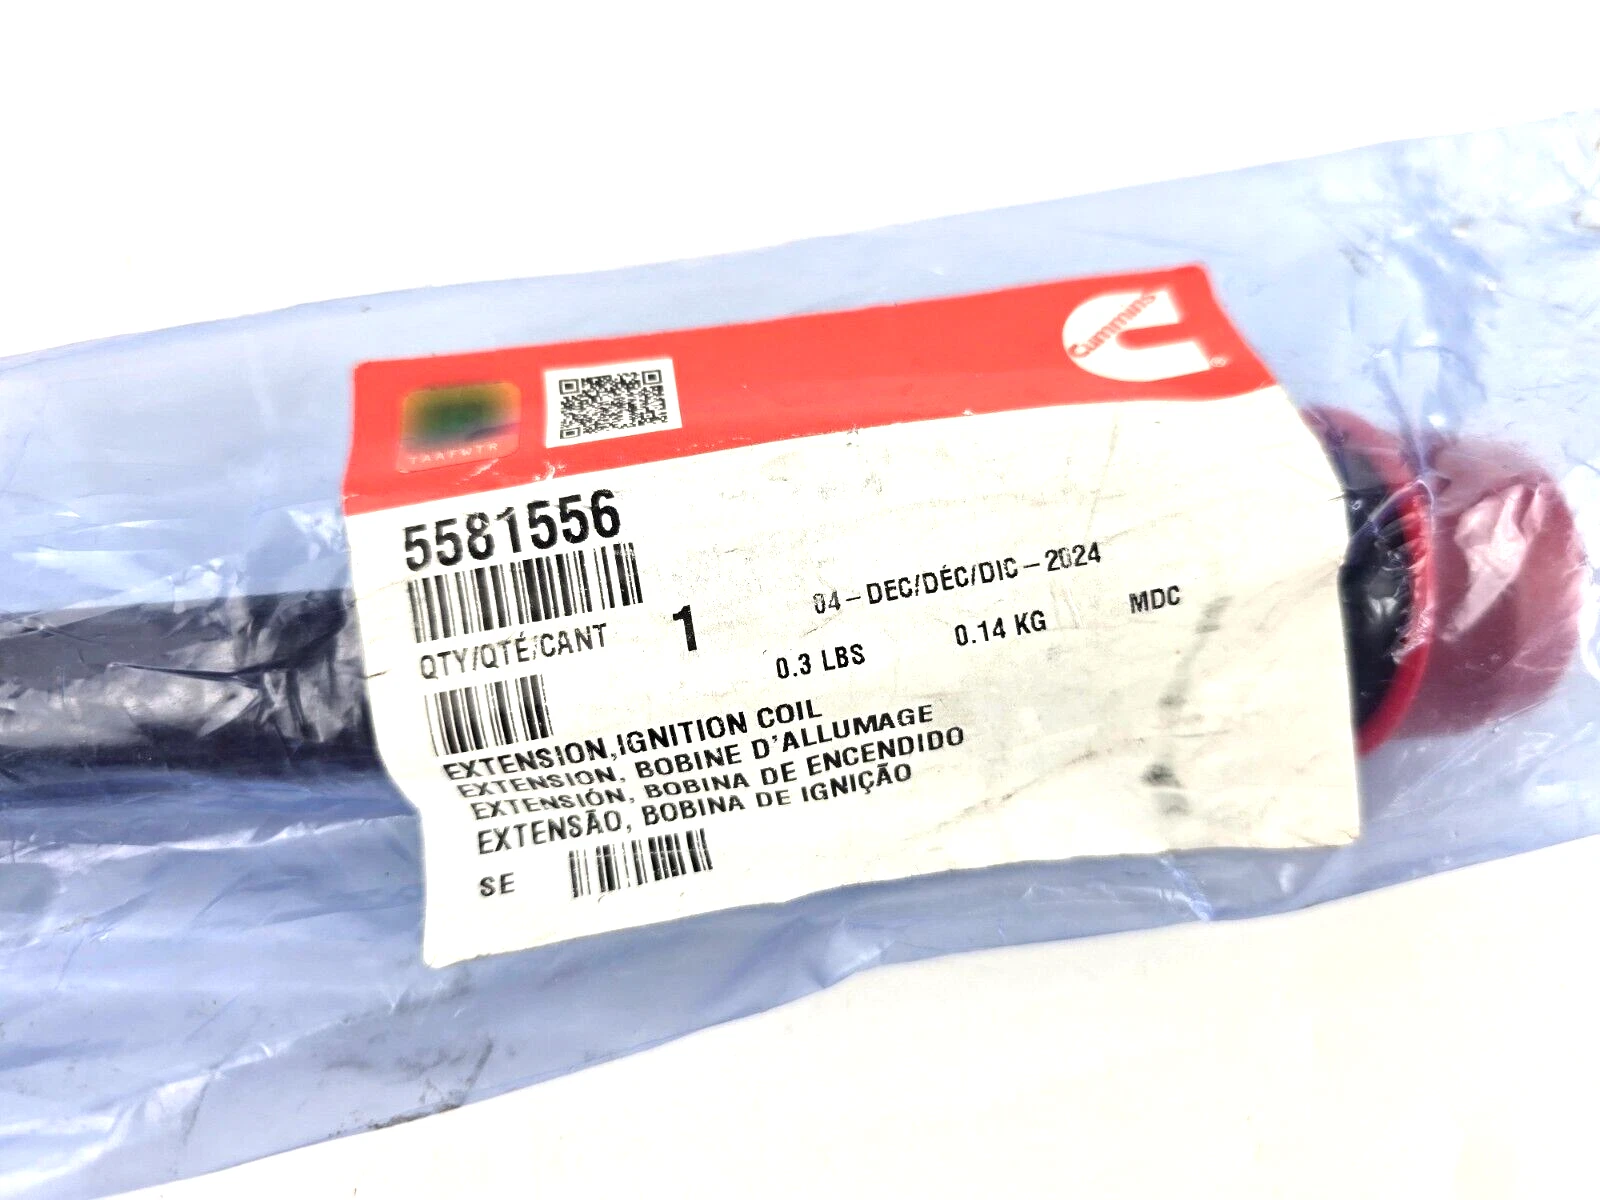 Cummins
®
TAATWTR
5581556
04-DEC/DÉC/DIC-2024
QTY/QTÉ/CANT 1 0.3 LBS 0.14 KG MDC
EXTENSION,IGNITION COIL
EXTENSION, BOBINE D'ALLUMAGE
EXTENSIÓN, BOBINA DE ENCENDIDO
EXTENSÃO, BOBINA DE IGNIÇÃO
SE